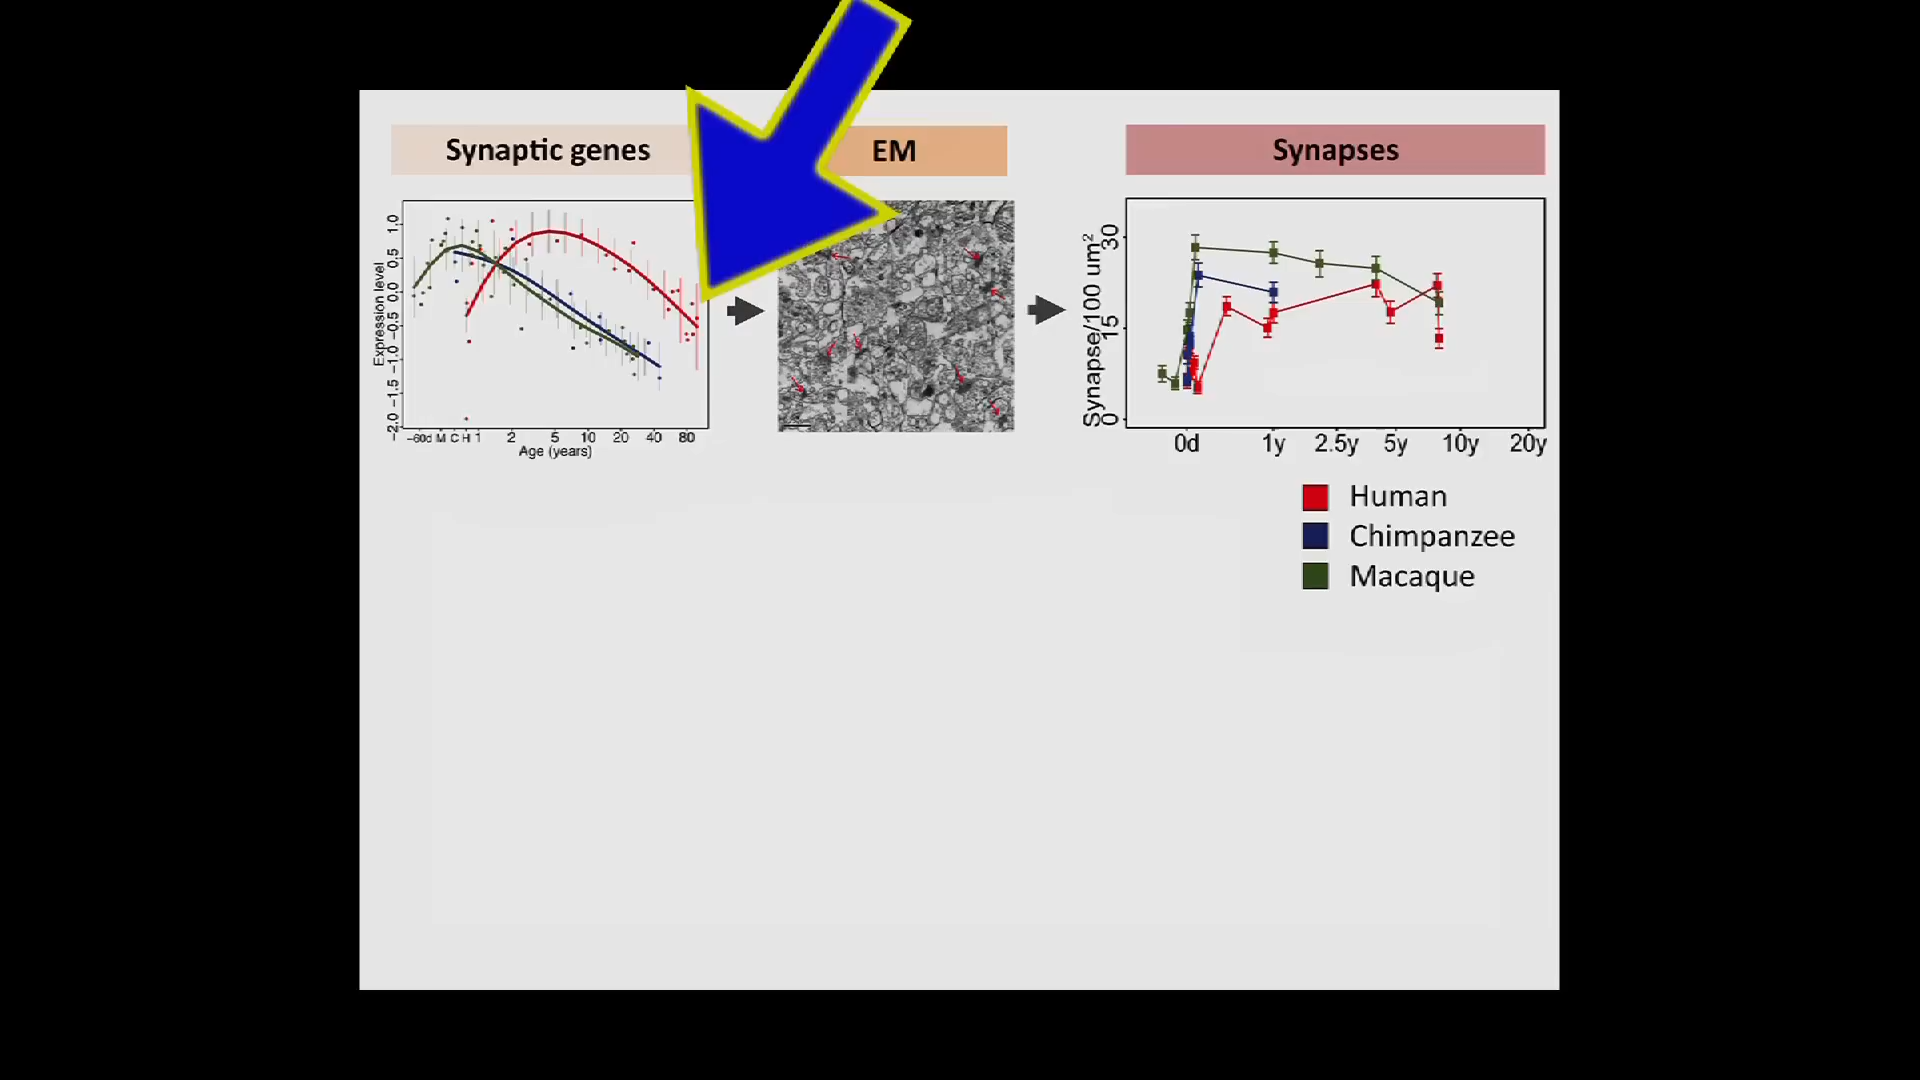 Synaptic genes
EM
Synapses
Expression level
1.0
0.5
0.0
−0.5
−1.0
−1.5
−2.0
−60d M C H 1 2 5 10 20 40 80
Age (years)
Synapse/100 um²
30
15
0
0d 1y 2.5y 5y 10y 20y
Human
Chimpanzee
Macaque